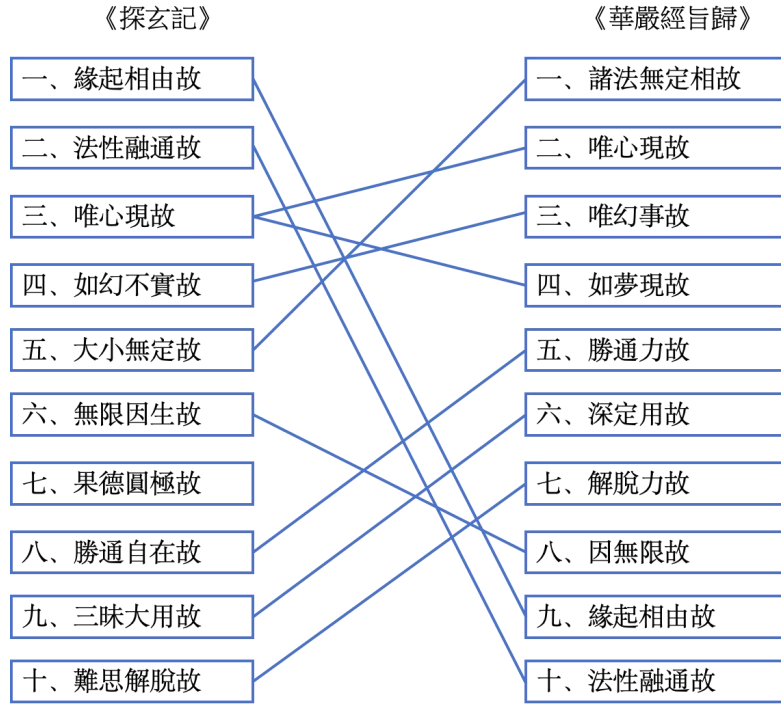 《探玄記》
一、緣起相由故
二、法性融通故
三、唯心現故
四、如幻不實故
五、大小無定故
六、無限因生故
七、果德圓極故
八、勝通自在故
九、三昧大用故
十、難思解脫故
《華嚴經旨歸》
一、諸法無定相故
二、唯心現故
三、唯幻事故
四、如夢現故
五、勝通力故
六、深定用故
七、解脫力故
八、因無限故
九、緣起相由故
十、法性融通故